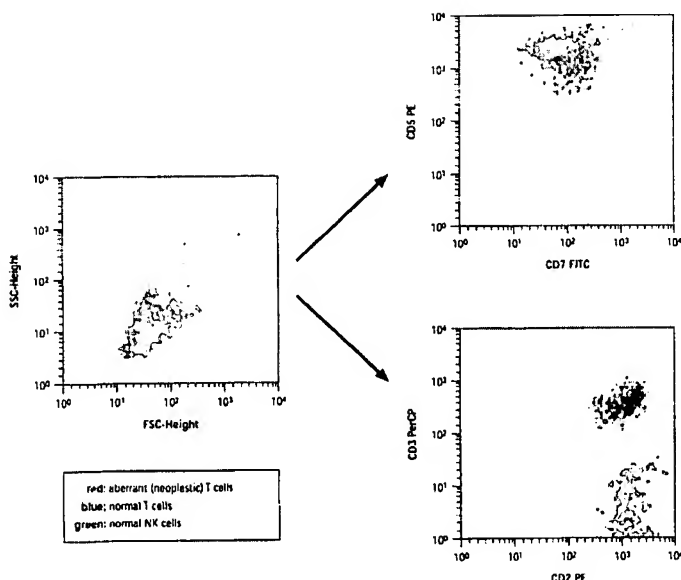 10⁴
10³
10²
10¹
10⁰
CD5 PE
10⁰ 10¹ 10² 10³ 10⁴
CD7 FITC
10⁴
10³
10²
10¹
10⁰
SSC-Height
10⁰ 10¹ 10² 10³ 10⁴
FSC-Height
10⁴
10³
10²
10¹
10⁰
CD3 PerCP
10⁰ 10¹ 10² 10³ 10⁴
CD2 PE
red: aberrant (neoplastic) T cells
blue: normal T cells
green: normal NK cells